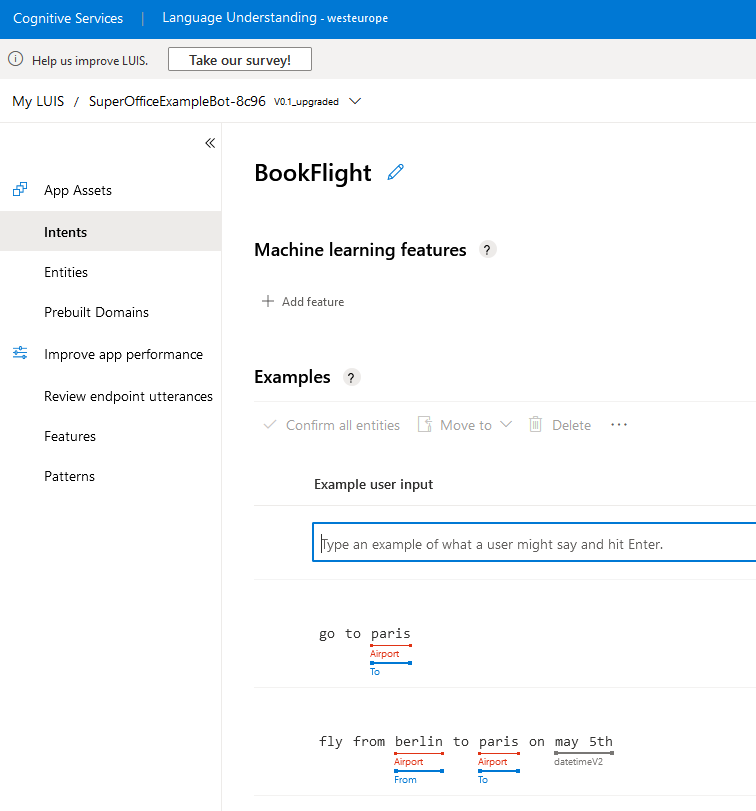 Cognitive Services | Language Understanding - westeurope
Help us improve LUIS. Take our survey!
My LUIS / SuperOfficeExampleBot-8c96 V0.1_upgraded
App Assets
Intents
Entities
Prebuilt Domains
Improve app performance
Review endpoint utterances
Features
Patterns
BookFlight
Machine learning features ?
+ Add feature
Examples ?
Confirm all entities Move to Delete ...
Example user input
Type an example of what a user might say and hit Enter.
go to paris
Airport
To
fly from berlin to paris on may 5th
Airport Airport datetimeV2
From To